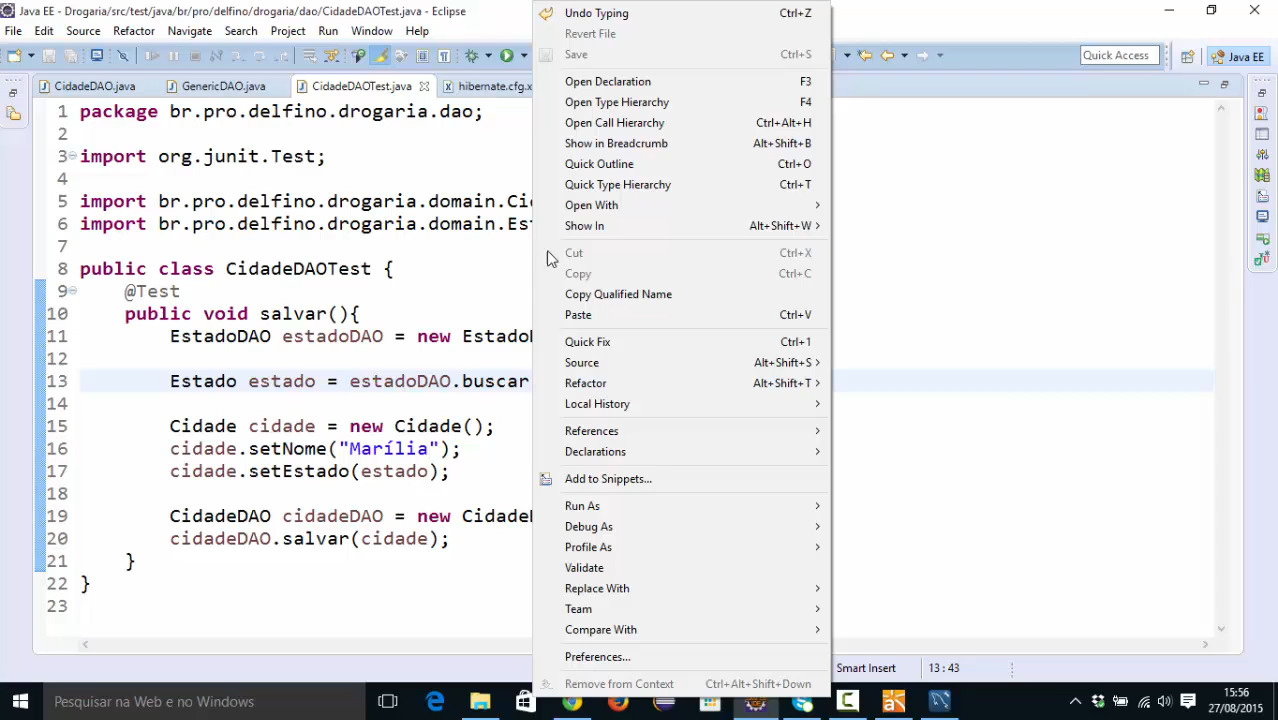 Java EE - Drogaria/src/test/java/br/pro/delfino/drogaria/dao/CidadeDAOTest.java - Eclipse
File Edit Source Refactor Navigate Search Project Run Window Help
Quick Access
Java EE
CidadeDAO.java GenericDAO.java CidadeDAOTest.java hibernate.cfg.x
1 package br.pro.delfino.drogaria.dao;
2
3 import org.junit.Test;
4
5 import br.pro.delfino.drogaria.domain.Ci
6 import br.pro.delfino.drogaria.domain.Es
7
8 public class CidadeDAOTest {
9 @Test
10 public void salvar(){
11 EstadoDAO estadoDAO = new Estado
12
13 Estado estado = estadoDAO.buscar
14
15 Cidade cidade = new Cidade();
16 cidade.setNome("Marília");
17 cidade.setEstado(estado);
18
19 CidadeDAO cidadeDAO = new Cidade
20 cidadeDAO.salvar(cidade);
21 }
22 }
23
Undo Typing Ctrl+Z
Revert File
Save Ctrl+S
Open Declaration F3
Open Type Hierarchy F4
Open Call Hierarchy Ctrl+Alt+H
Show in Breadcrumb Alt+Shift+B
Quick Outline Ctrl+O
Quick Type Hierarchy Ctrl+T
Open With
Show In Alt+Shift+W
Cut Ctrl+X
Copy Ctrl+C
Copy Qualified Name
Paste Ctrl+V
Quick Fix Ctrl+1
Source Alt+Shift+S
Refactor Alt+Shift+T
Local History
References
Declarations
Add to Snippets...
Run As
Debug As
Profile As
Validate
Replace With
Team
Compare With
Preferences...
Remove from Context Ctrl+Alt+Shift+Down
Smart Insert 13 : 43
Pesquisar na Web e no Windows
15:56
27/08/2015